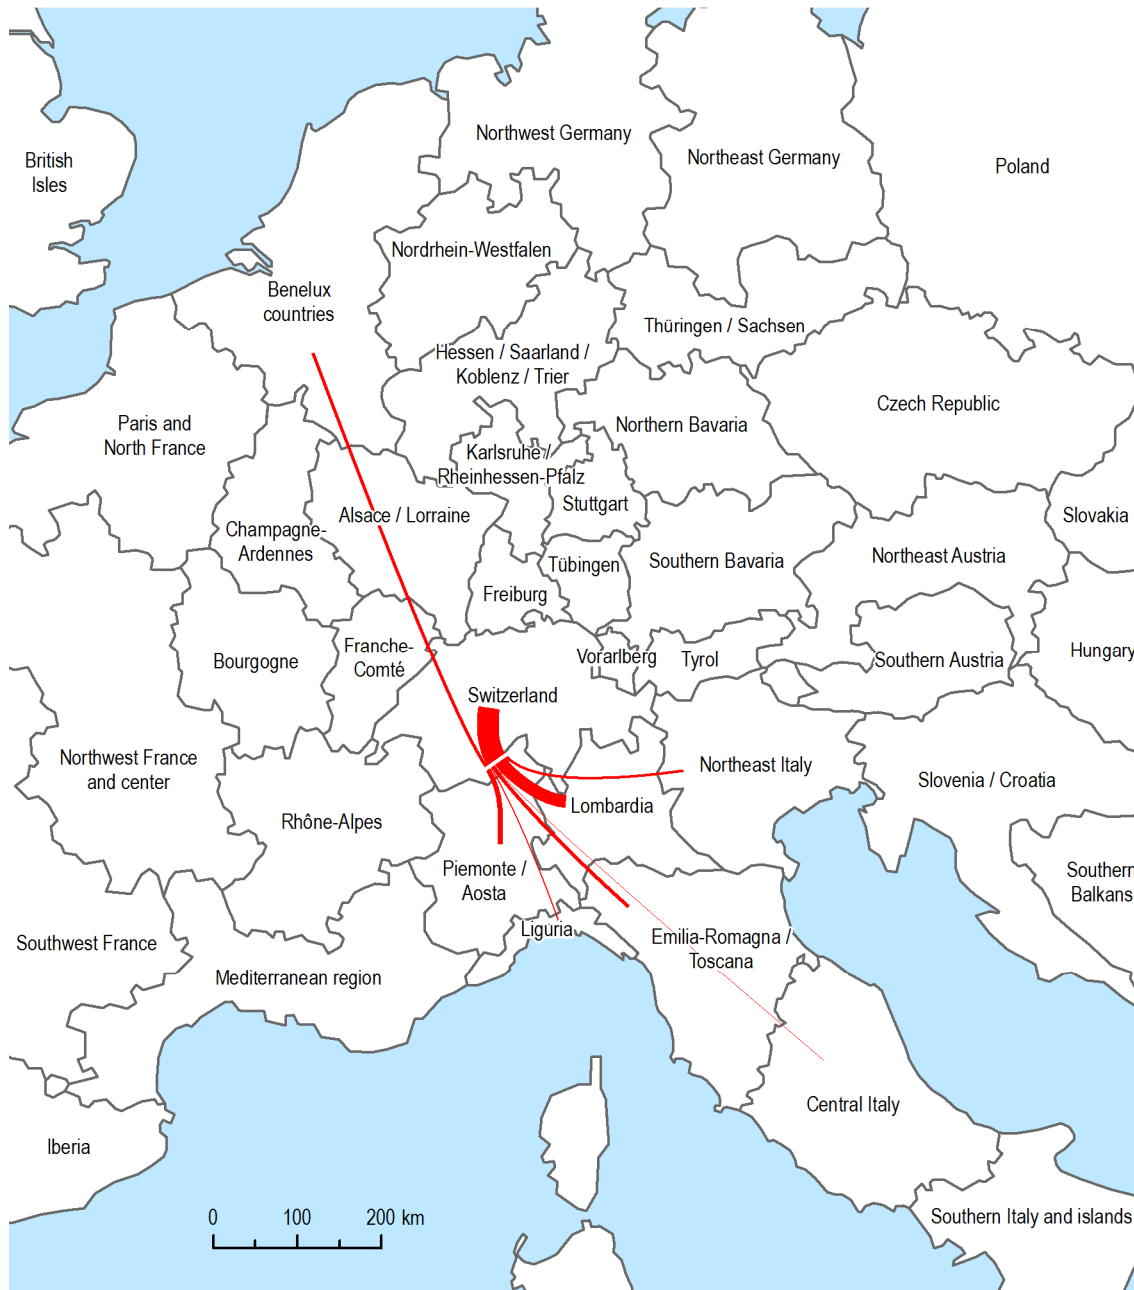 Northwest Germany
Northeast Germany
British
Isles
Poland
Nordrhein-Westfalen
Benelux
countries
Thüringen / Sachsen
Hessen / Saarland /
Koblenz / Trier
Czech Republic
Paris and
North France
Northern Bavaria
Karlsruhe /
Rheinhessen-Pfalz
Stuttgart
Alsace / Lorraine
Slovakia
Champagne-
Ardennes
Tübingen
Southern Bavaria
Northeast Austria
Freiburg
Franche-
Comté
Bourgogne
Vorarlberg
Tyrol
Southern Austria
Hungary
Switzerland
Northwest France
and center
Northeast Italy
Slovenia / Croatia
Lombardia
Rhône-Alpes
Piemonte /
Aosta
Southern
Balkans
Liguria
Southwest France
Emilia-Romagna /
Toscana
Mediterranean region
Central Italy
Iberia
0 100 200 km
Southern Italy and islands